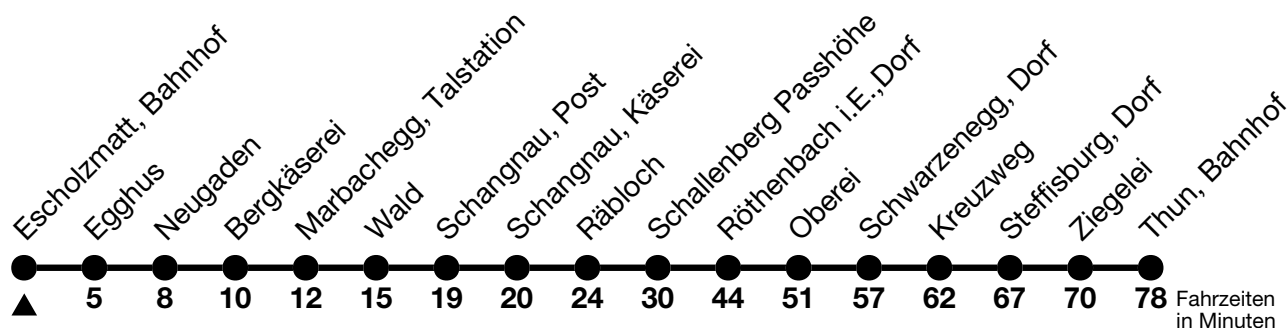 Escholzmatt, Bahnhof
Egghus
Neugaden
Bergkäserei
Marbachegg, Talstation
Wald
Schangnau, Post
Schangnau, Käserei
Räbloch
Schallenberg Passhöhe
Röthenbach i.E.,Dorf
Oberei
Schwarzenegg, Dorf
Kreuzweg
Steffisburg, Dorf
Ziegelei
Thun, Bahnhof
5 8 10 12 15 19 20 24 30 44 51 57 62 67 70 78 Fahrzeiten
in Minuten